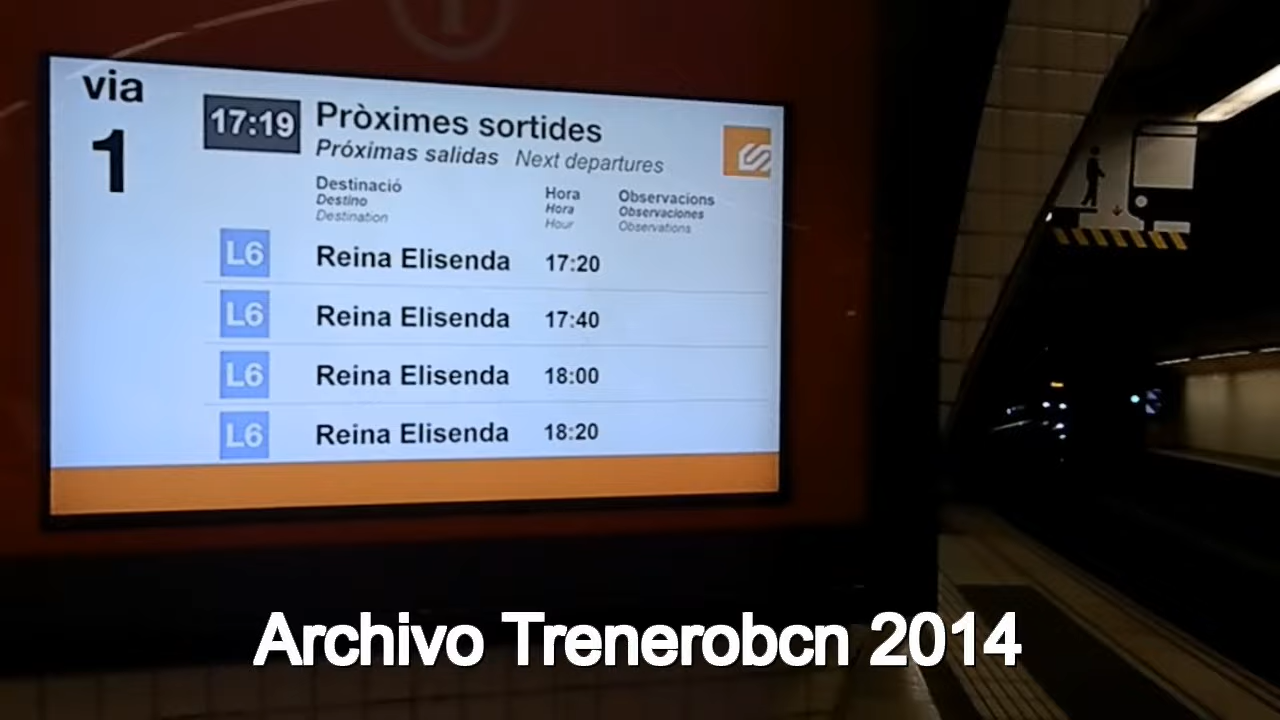 via
1
17:19
Pròximes sortides
Próximas salidas Next departures
Destinació Hora Observacions
Destino Hora Observaciones
Destination Hour Observations
L6 Reina Elisenda 17:20
L6 Reina Elisenda 17:40
L6 Reina Elisenda 18:00
L6 Reina Elisenda 18:20
Archivo Trenerobcn 2014